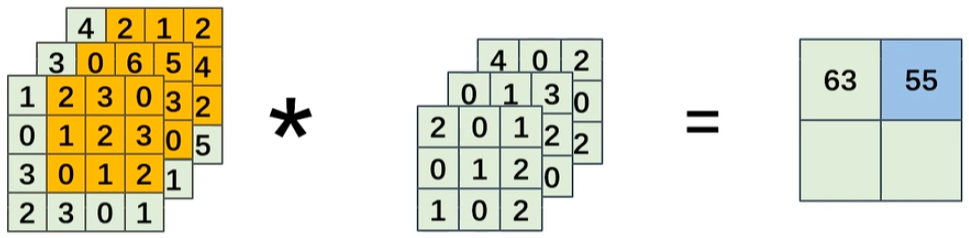 4 2 1 2
3 0 6 5 4
1 2 3 0 3 2
0 1 2 3 0 5
3 0 1 2 1
2 3 0 1
*
4 0 2
0 1 3 0
2 0 1 2 2
0 1 2 0
1 0 2
=
63 55